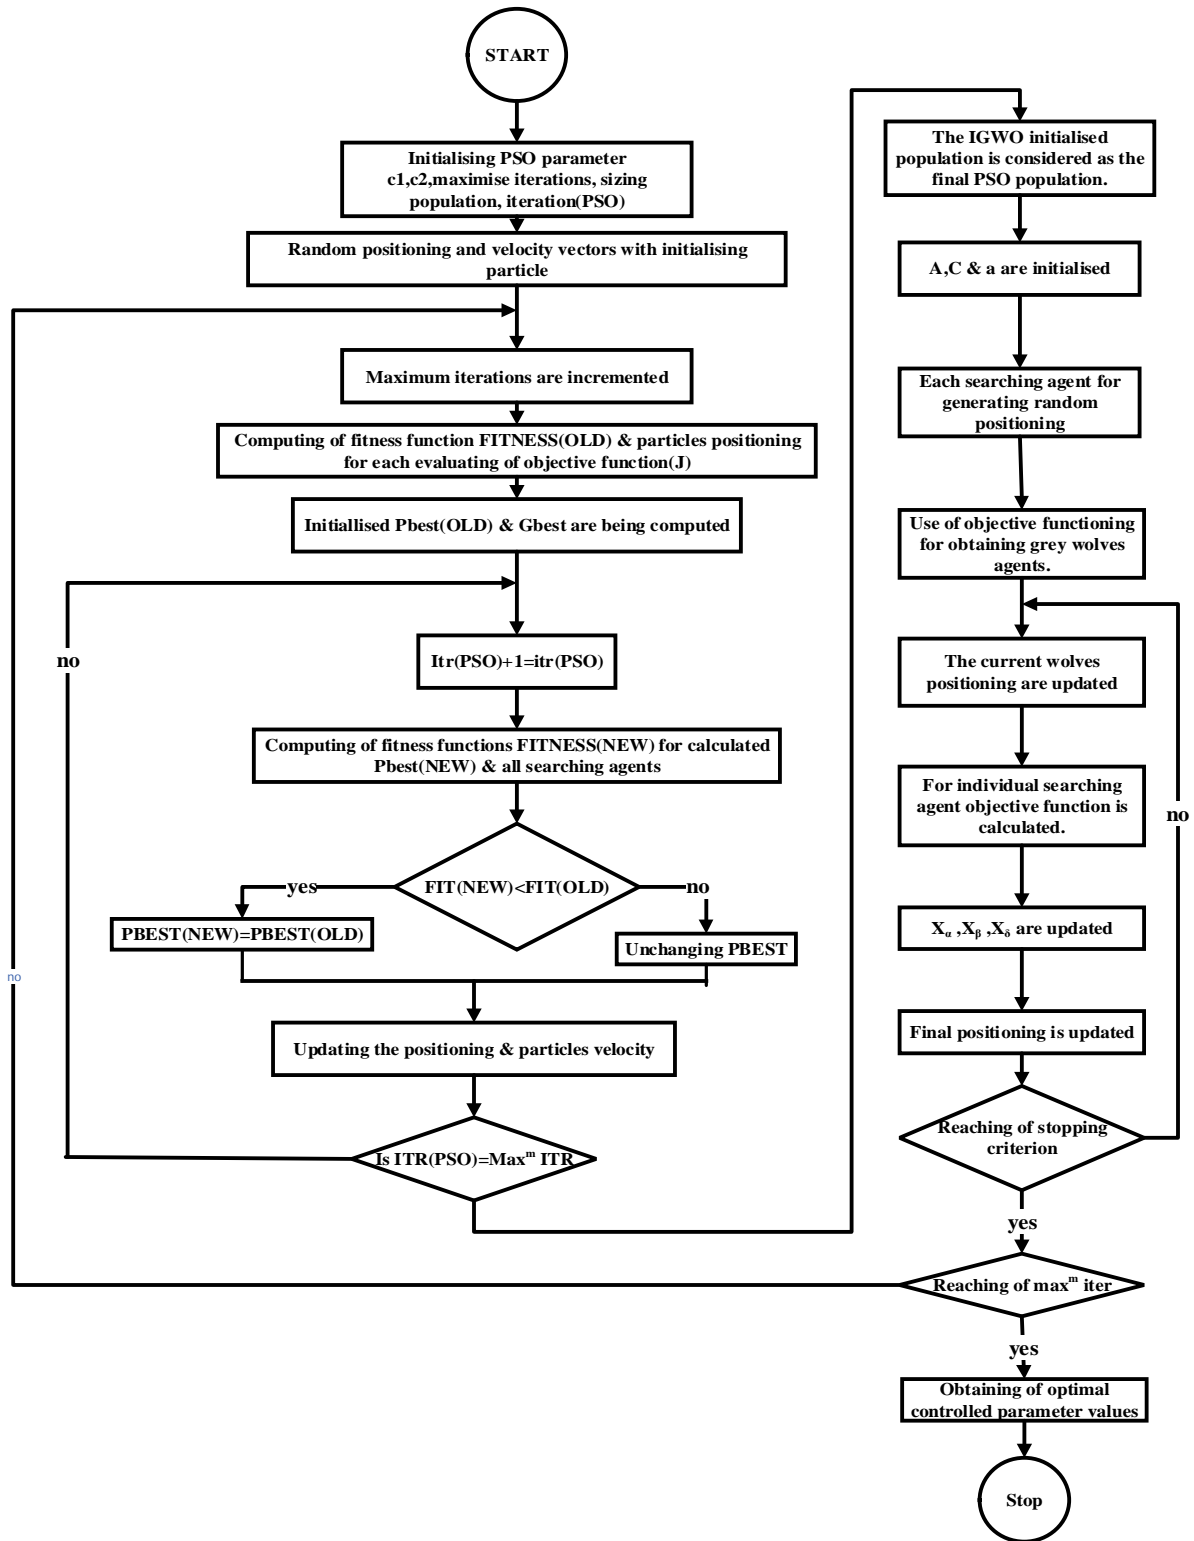 START
Initialising PSO parameter
c1,c2,maximise iterations, sizing
population, iteration(PSO)
Random positioning and velocity vectors with initialising
particle
Maximum iterations are incremented
Computing of fitness function FITNESS(OLD) & particles positioning
for each evaluating of objective function(J)
Initiallised Pbest(OLD) & Gbest are being computed
no
Itr(PSO)+1=itr(PSO)
Computing of fitness functions FITNESS(NEW) for calculated
Pbest(NEW) & all searching agents
FIT(NEW)<FIT(OLD)
yes
no
PBEST(NEW)=PBEST(OLD)
Unchanging PBEST
no
Updating the positioning & particles velocity
Is ITR(PSO)=Maxᵐ ITR
The IGWO initialised
population is considered as the
final PSO population.
A,C & a are initialised
Each searching agent for
generating random
positioning
Use of objective functioning
for obtaining grey wolves
agents.
The current wolves
positioning are updated
For individual searching
agent objective function is
calculated.
no
Xα ,Xβ ,Xδ are updated
Final positioning is updated
Reaching of stopping
criterion
yes
Reaching of maxᵐ iter
yes
Obtaining of optimal
controlled parameter values
Stop